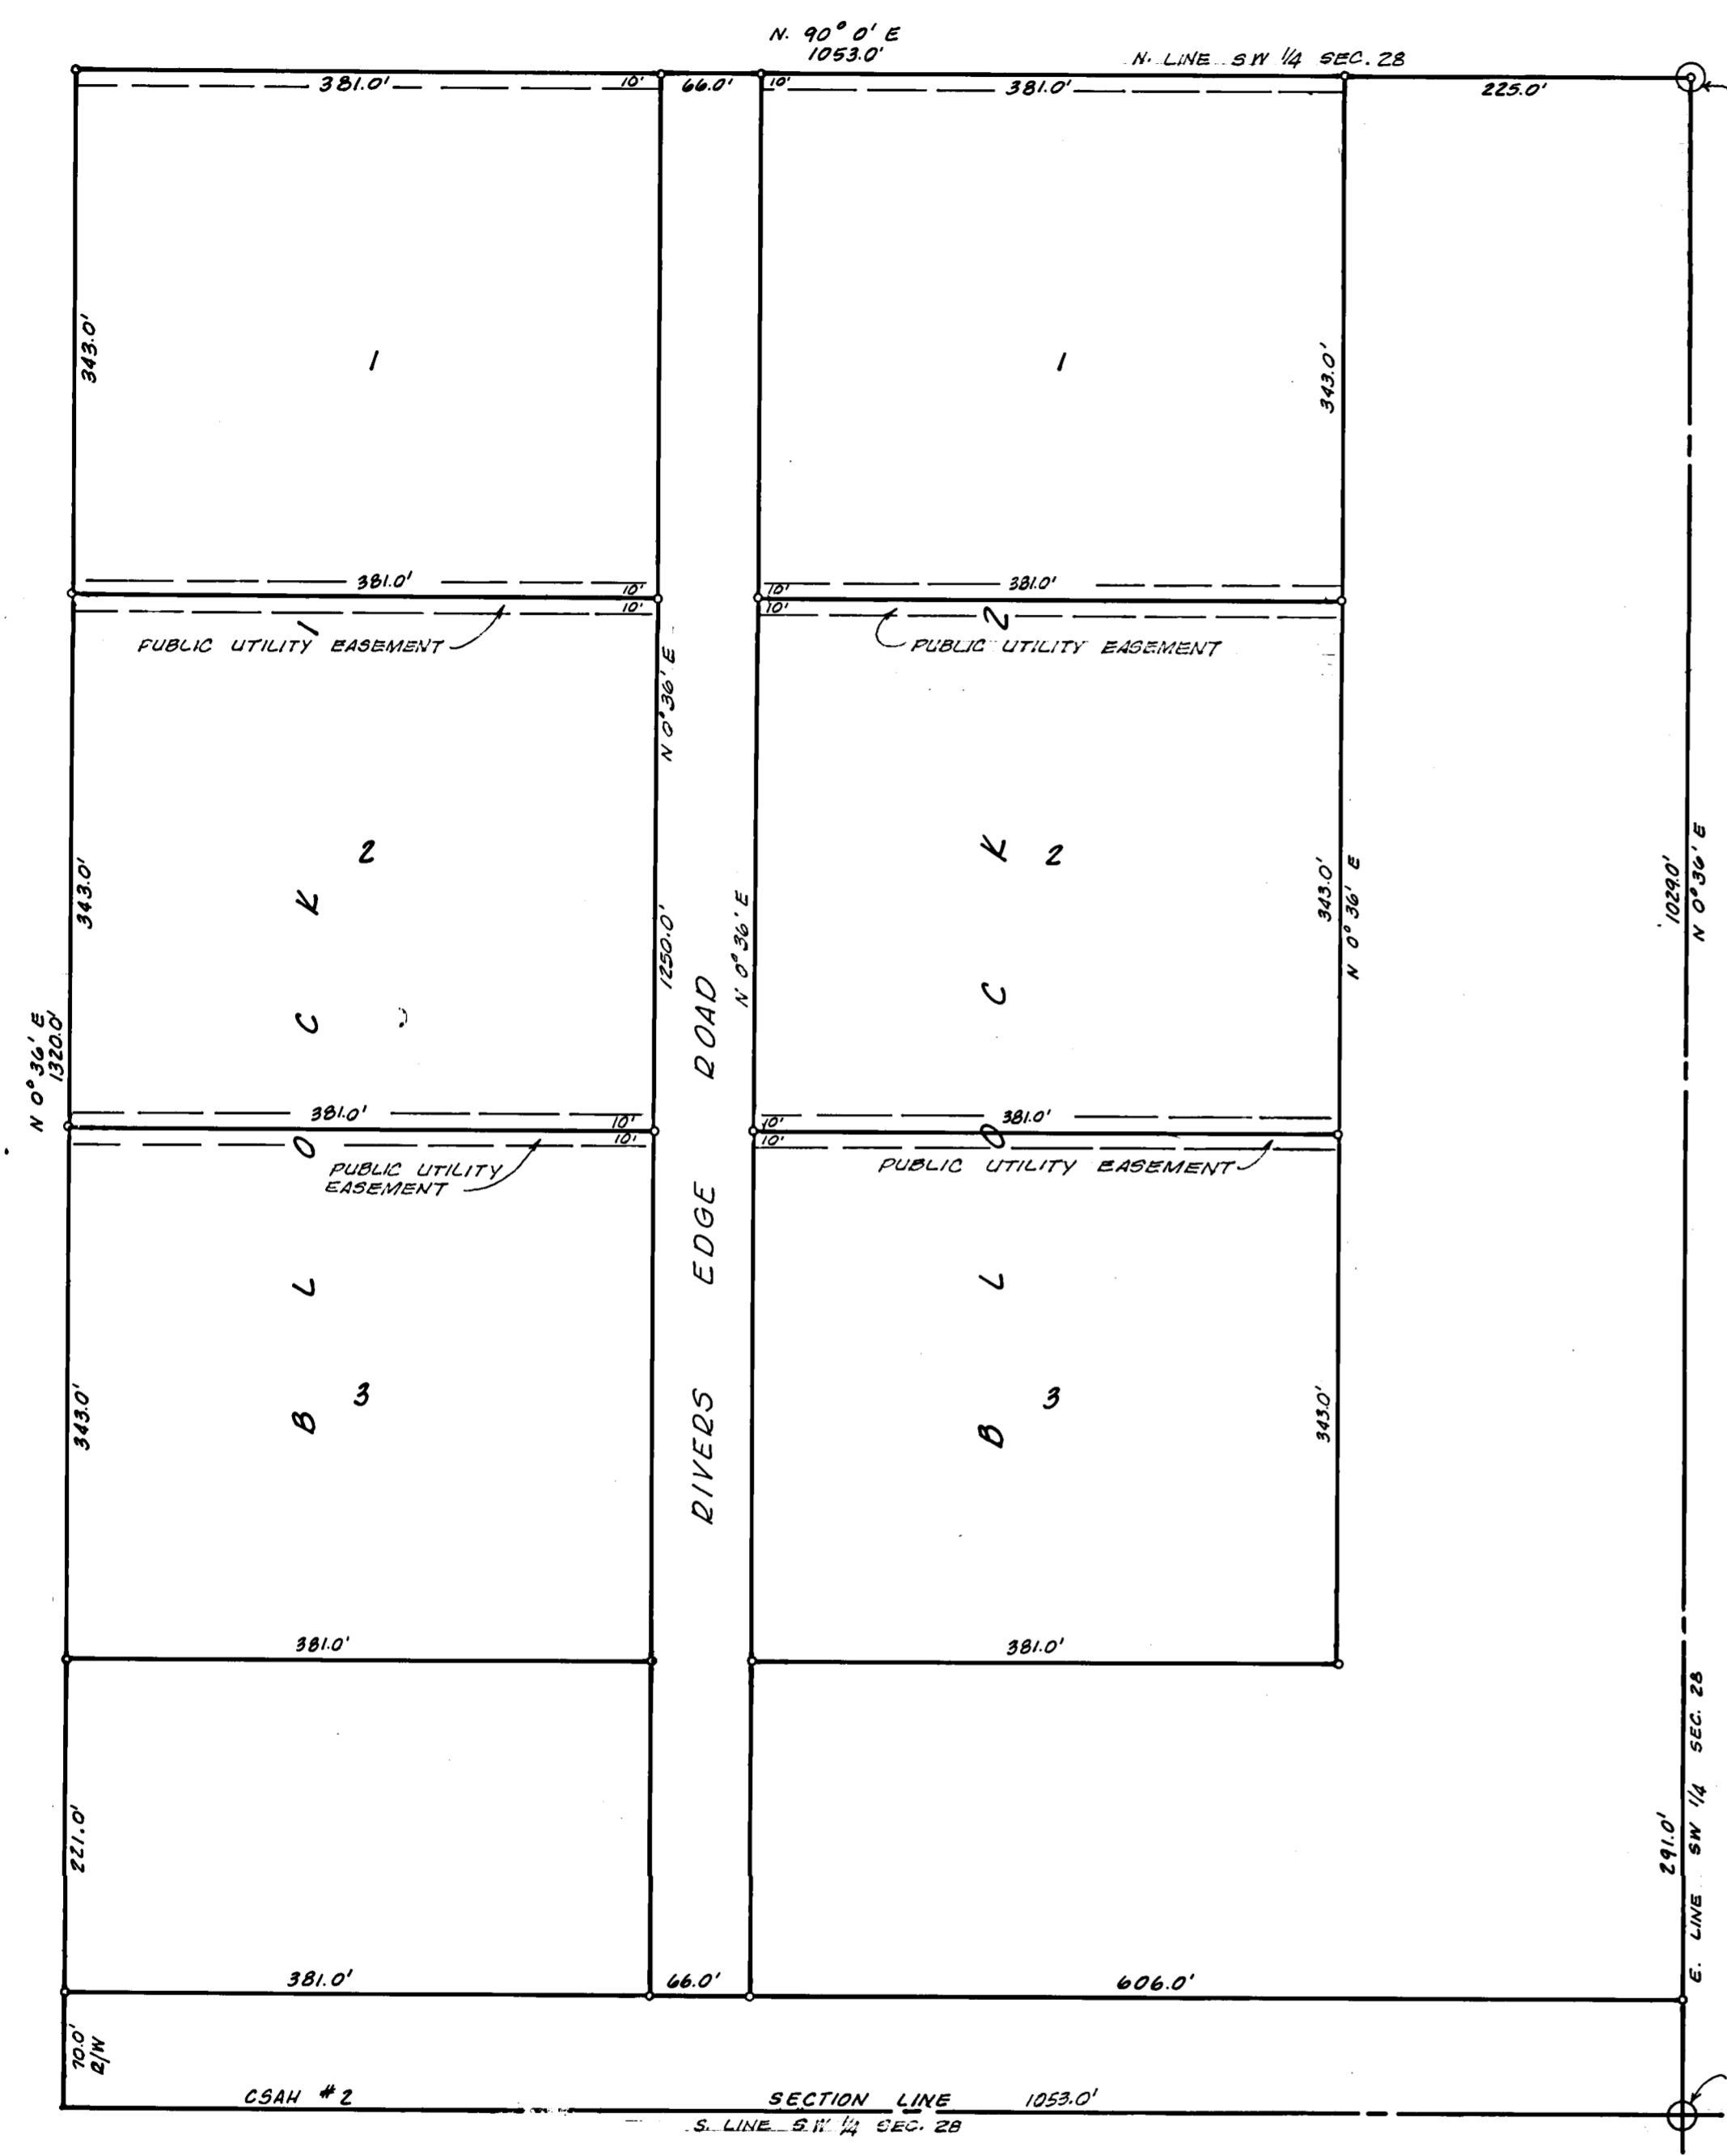 N. 90° 0' E
1053.0'
N. LINE SW 1/4 SEC. 28
381.0'
10'
66.0'
10'
381.0'
225.0'
343.0'
1
1
343.0'
381.0'
10'
10'
381.0'
10'
10'
PUBLIC UTILITY EASEMENT
PUBLIC UTILITY EASEMENT
N 0° 36' E
343.0'
2
BLOCK 1
1250.0'
N 0° 36' E
BLOCK 2
2
343.0'
N 0° 36' E
1029.0'
N 0° 36' E
N 0° 36' E
1320.0'
RIVERS EDGE ROAD
381.0'
10'
10'
381.0'
10'
10'
PUBLIC UTILITY
EASEMENT
PUBLIC UTILITY EASEMENT
343.0'
3
3
343.0'
381.0'
381.0'
221.0'
291.0'
E. LINE SW 1/4 SEC. 28
381.0'
66.0'
606.0'
70.0'
R/W
CSAH #2
SECTION LINE 1053.0'
S. LINE SW 1/4 SEC. 28